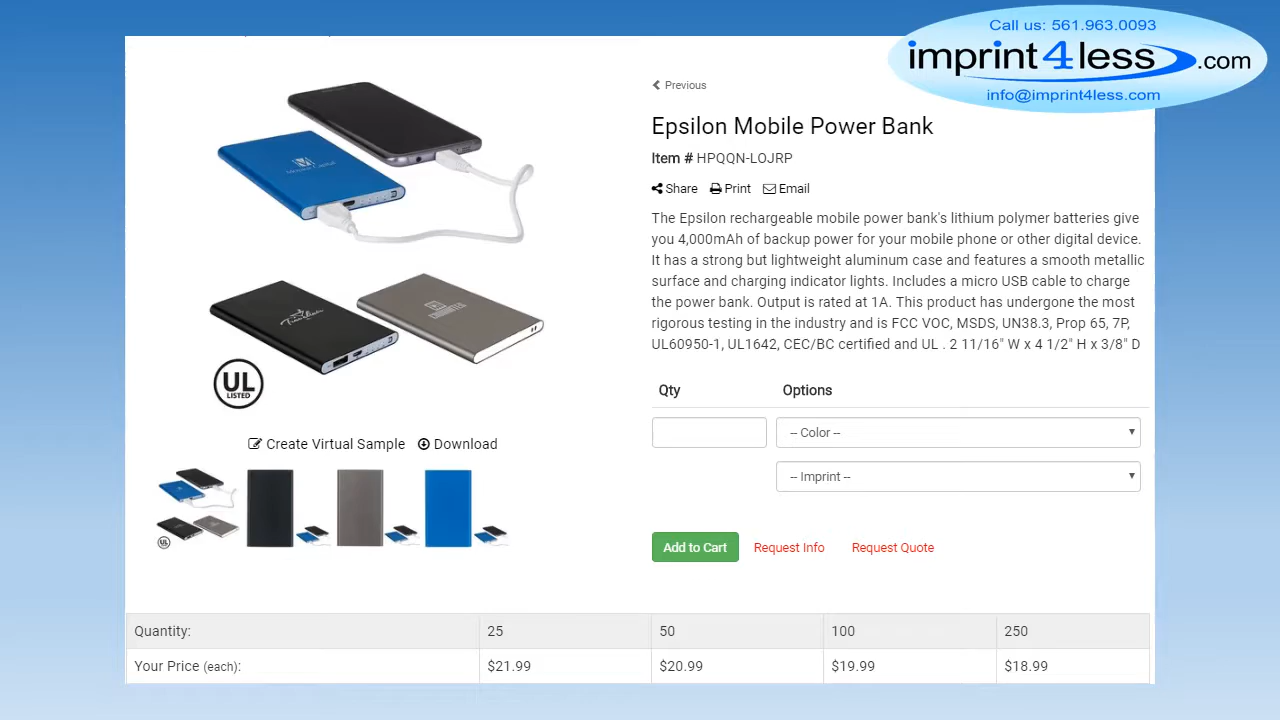 Call us: 561.963.0093
imprint4less.com
info@imprint4less.com
Previous
Epsilon Mobile Power Bank
Item # HPQQN-LOJRP
Share Print Email
The Epsilon rechargeable mobile power bank's lithium polymer batteries give
you 4,000mAh of backup power for your mobile phone or other digital device.
It has a strong but lightweight aluminum case and features a smooth metallic
surface and charging indicator lights. Includes a micro USB cable to charge
the power bank. Output is rated at 1A. This product has undergone the most
rigorous testing in the industry and is FCC VOC, MSDS, UN38.3, Prop 65, 7P,
UL60950-1, UL1642, CEC/BC certified and UL . 2 11/16" W x 4 1/2" H x 3/8" D
UL
LISTED
Create Virtual Sample Download
UL
Qty Options
-- Color --
-- Imprint --
Add to Cart Request Info Request Quote
Quantity: 25 50 100 250
Your Price (each): $21.99 $20.99 $19.99 $18.99